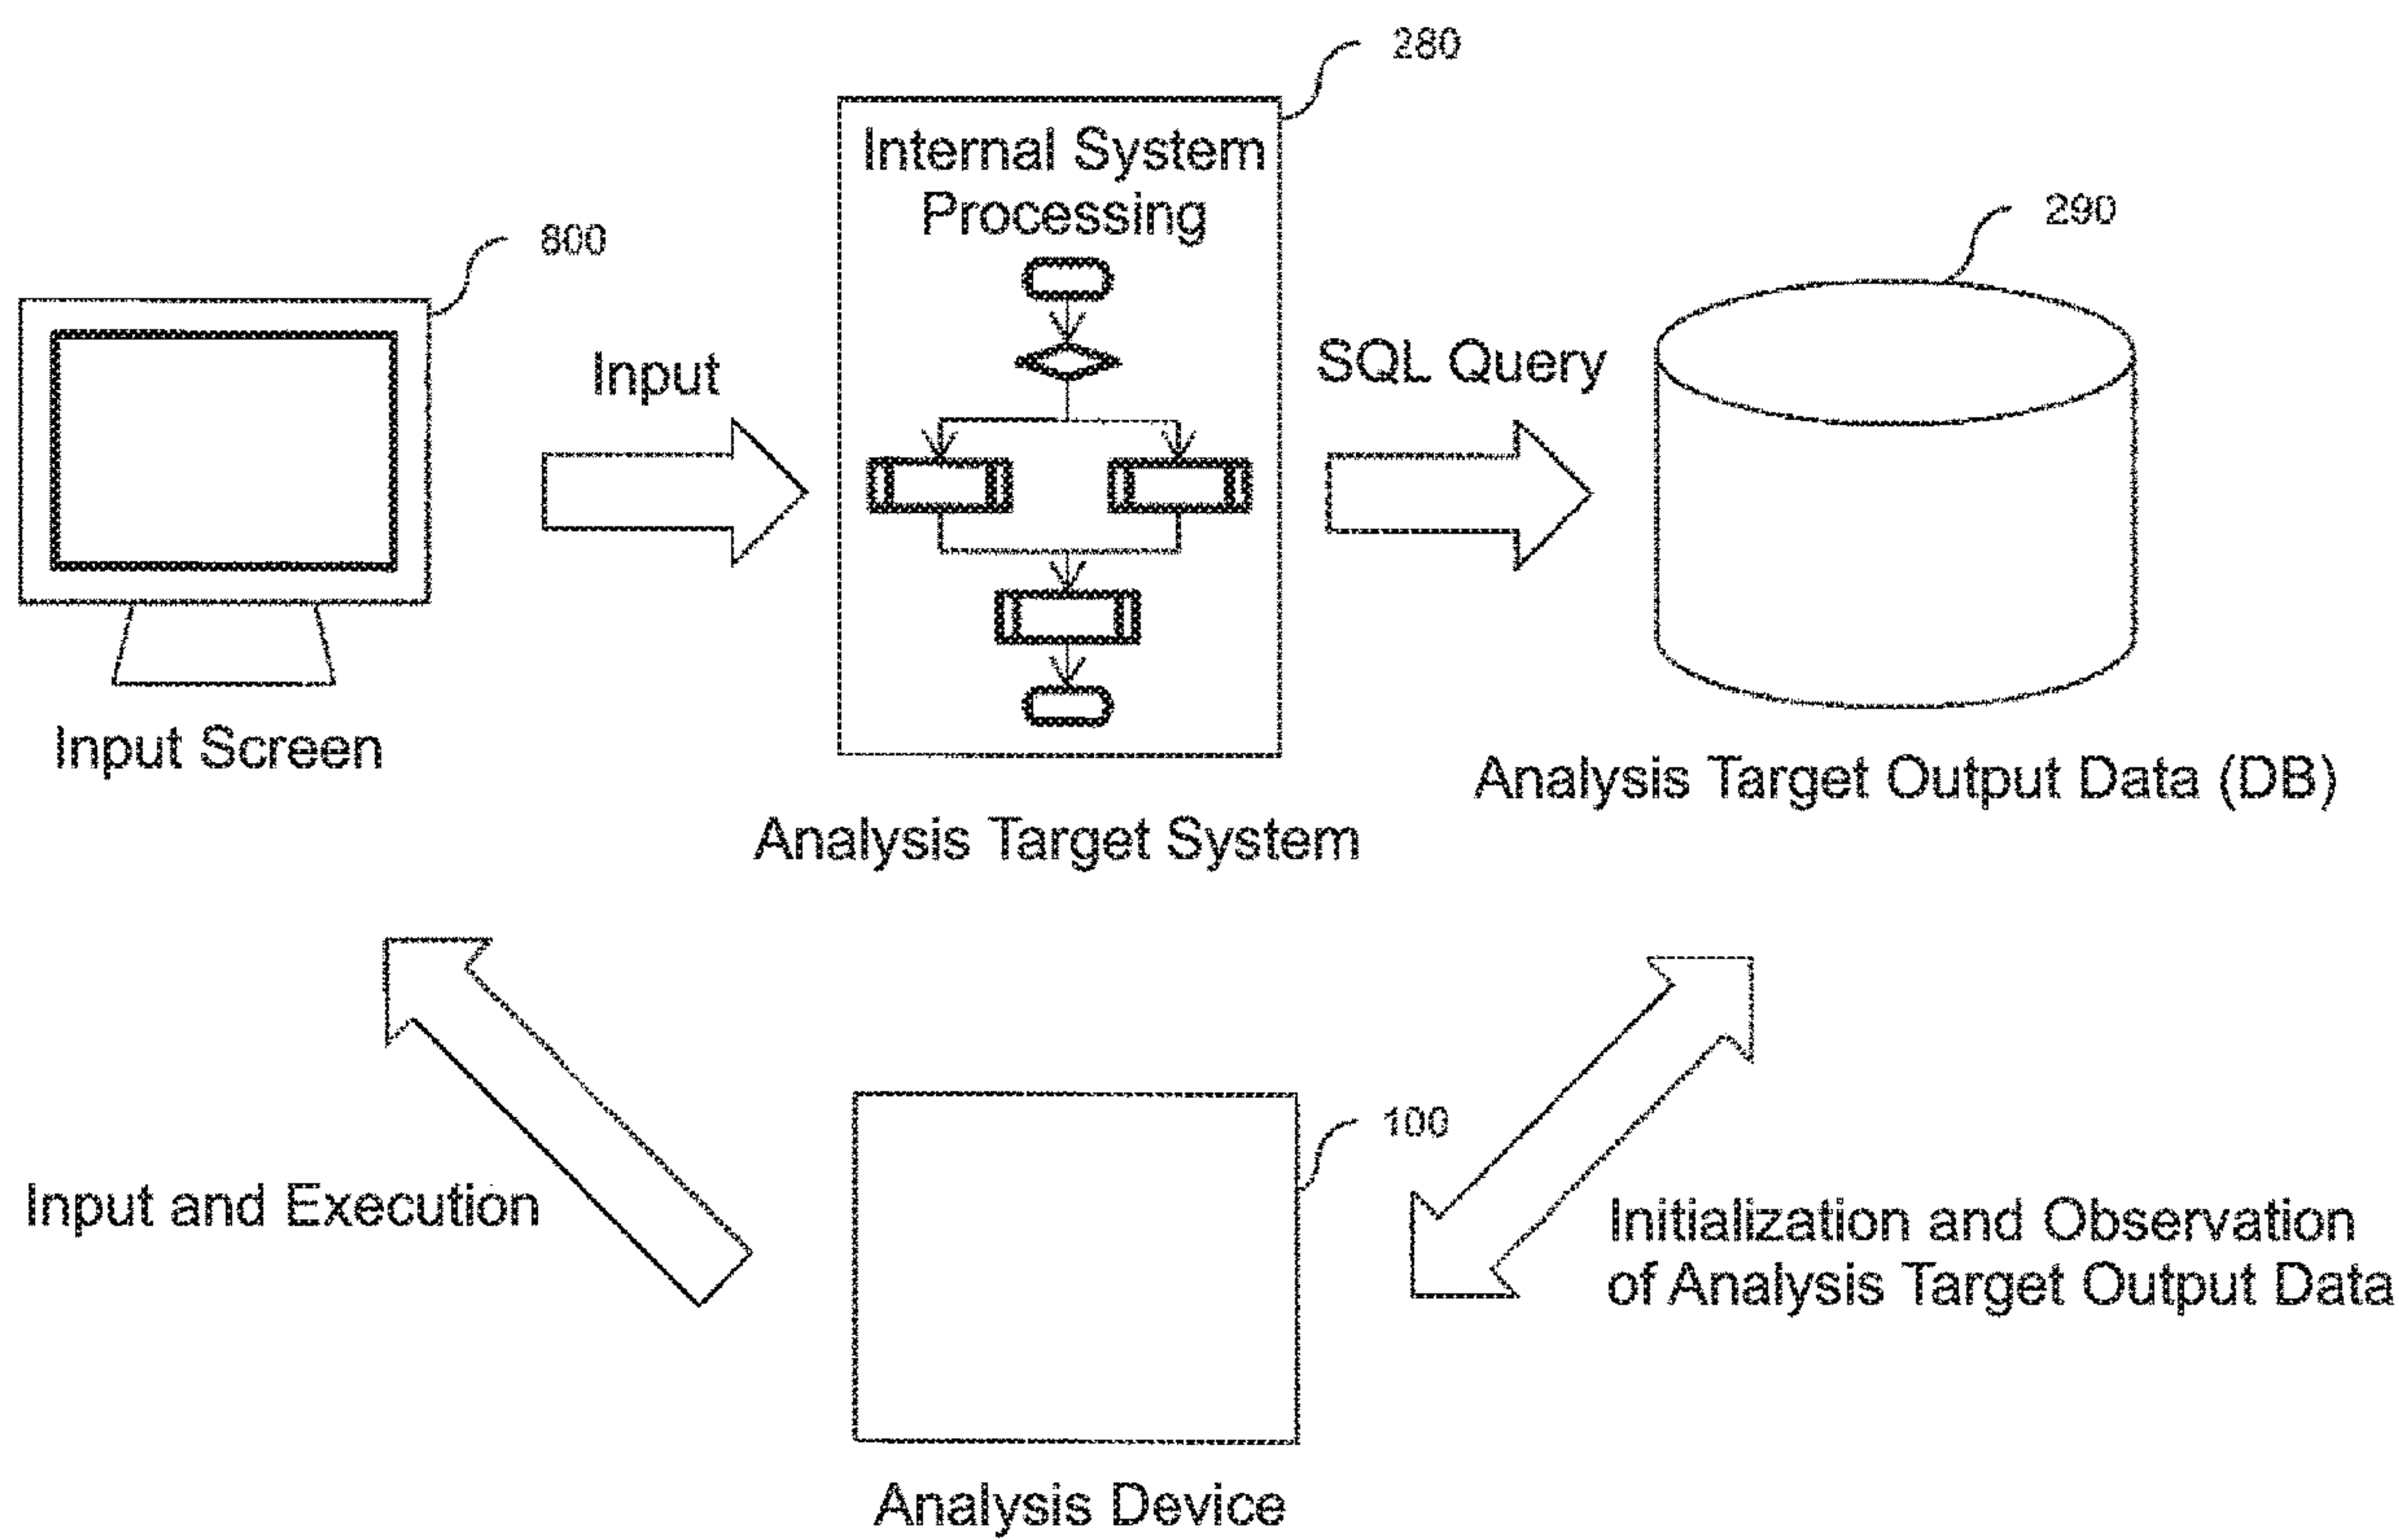 280
Internal System
Processing
290
800
Input
SQL Query
Input Screen
Analysis Target Output Data (DB)
Analysis Target System
100
Input and Execution
Initialization and Observation
of Analysis Target Output Data
Analysis Device